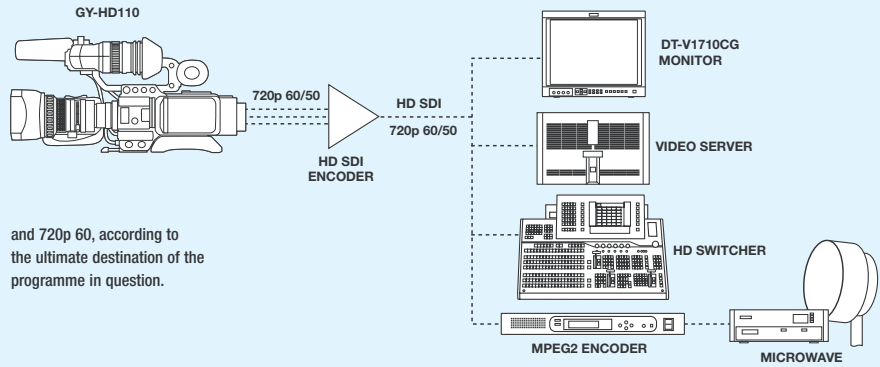 GY-HD110
720p 60/50
HD SDI
ENCODER
HD SDI
720p 60/50
DT-V1710CG
MONITOR
VIDEO SERVER
HD SWITCHER
MPEG2 ENCODER
MICROWAVE
and 720p 60, according to
the ultimate destination of the
programme in question.